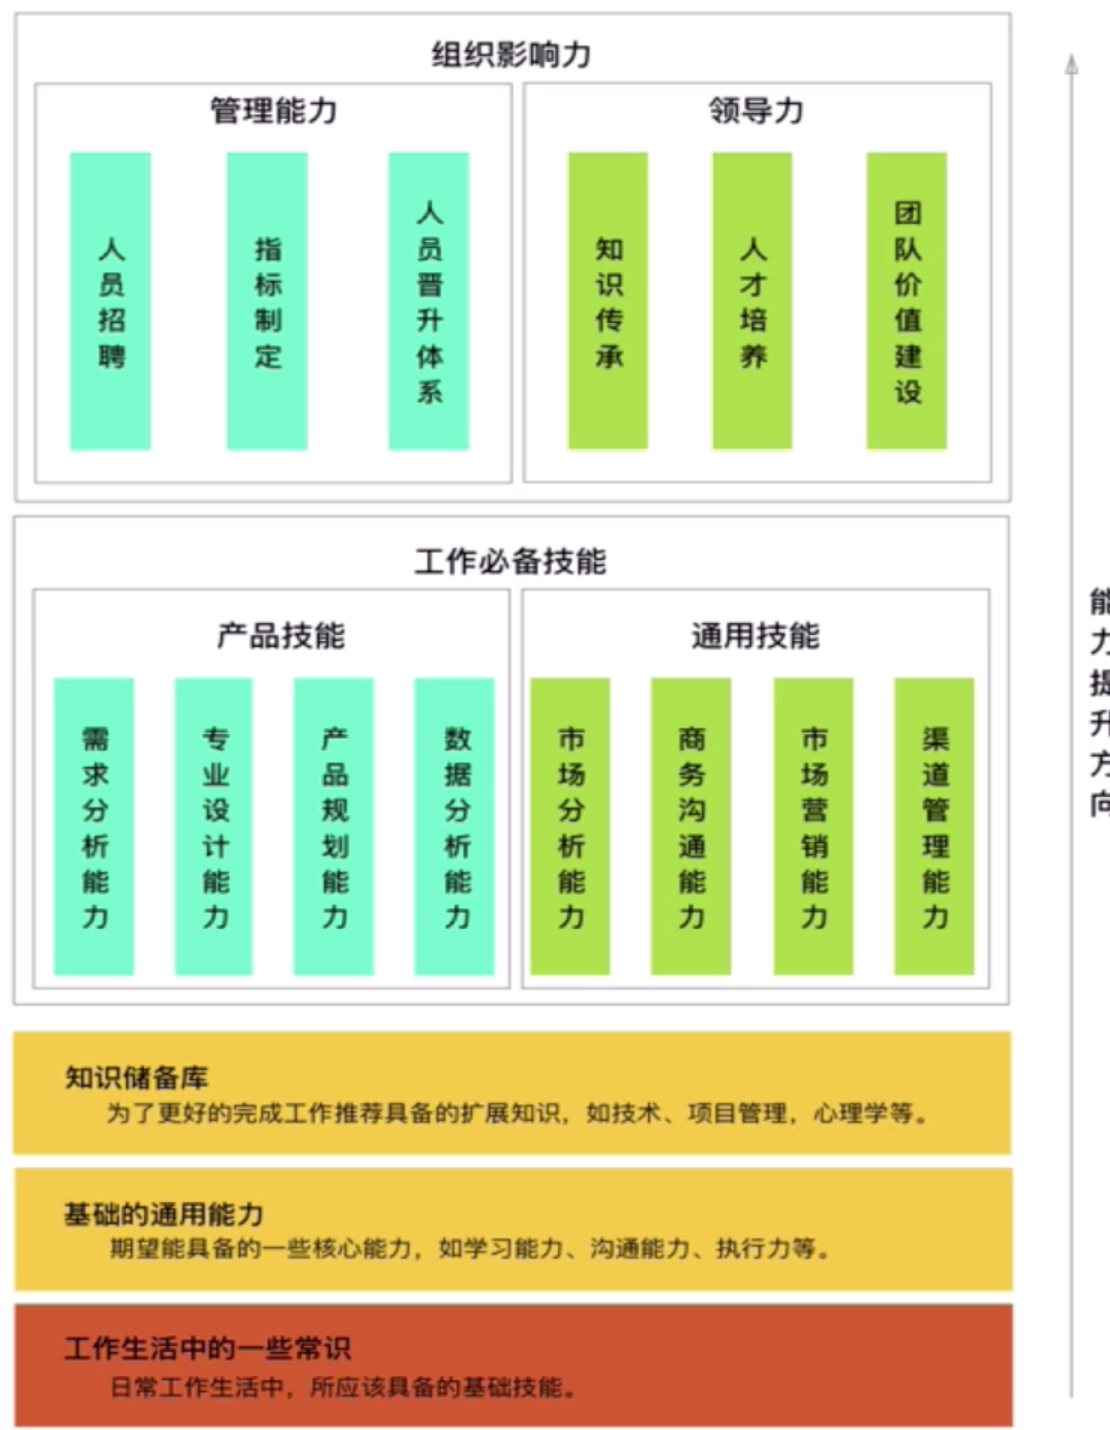 组织影响力
管理能力
领导力
人员招聘
指标制定
人员晋升体系
知识传承
人才培养
团队价值建设
工作必备技能
产品技能
通用技能
需求分析能力
专业设计能力
产品规划能力
数据分析能力
市场分析能力
商务沟通能力
市场营销能力
渠道管理能力
能力提升方向
知识储备库
为了更好的完成工作推荐具备的扩展知识，如技术、项目管理，心理学等。
基础的通用能力
期望能具备的一些核心能力，如学习能力、沟通能力、执行力等。
工作生活中的一些常识
日常工作生活中，所应该具备的基础技能。